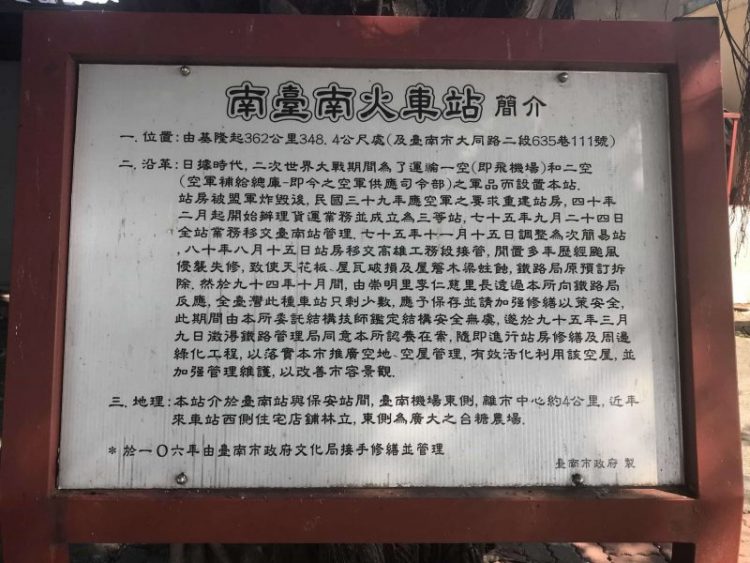 南臺南火車站 簡介
一. 位置：由基隆起362公里348. 4公尺處(及臺南市大同路二段635巷111號)
二. 沿革：日據時代, 二次世界大戰期間為了運輸一空(即飛機場)和二空
(空軍補給總庫-即今之空軍供應司令部)之軍品而設置本站.
站房被盟軍炸毀後, 民國三十九年應空軍之要求重建站房, 四十年
二月起開始辦理貨運業務並成立為三等站, 七十五年九月二十四日
全站業務移交臺南站管理. 七十五年十一月十五日調整為次簡易站
, 八十年八月十五日站房移交高雄工務段接管, 閒置多年歷經颱風
侵襲失修, 致使天花板、屋瓦破損及屋簷木梁蛀蝕, 鐵路局原預訂拆
除. 然於九十四年十月間, 由崇明里李仁慈里長透過本所向鐵路局
反應, 全臺灣此種車站只剩少數, 應予保存並請加強修繕以策安全,
此期間由本所委託結構技師鑑定結構安全無虞, 遂於九十五年三月
九日徵得鐵路管理局同意本所認養在案, 隨即進行站房修繕及周邊
綠化工程, 以落實本市推廣空地、空屋管理, 有效活化利用該空屋, 並
加強管理維護, 以改善市容景觀.
三. 地理：本站介於臺南站與保安站間, 臺南機場東側, 離市中心約4公里, 近年
來車站西側住宅店鋪林立, 東側為廣大之台糖農場.
* 於一〇六年由臺南市政府文化局接手修繕並管理
臺南市政府 製